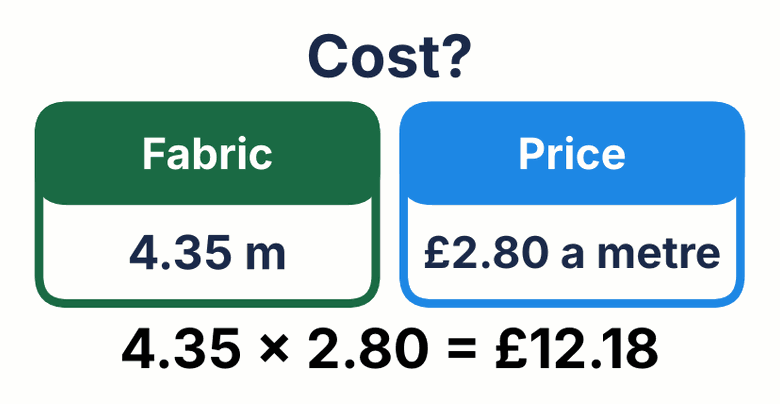 Cost?
Fabric
4.35 m
Price
£2.80 a metre
4.35 × 2.80 = £12.18